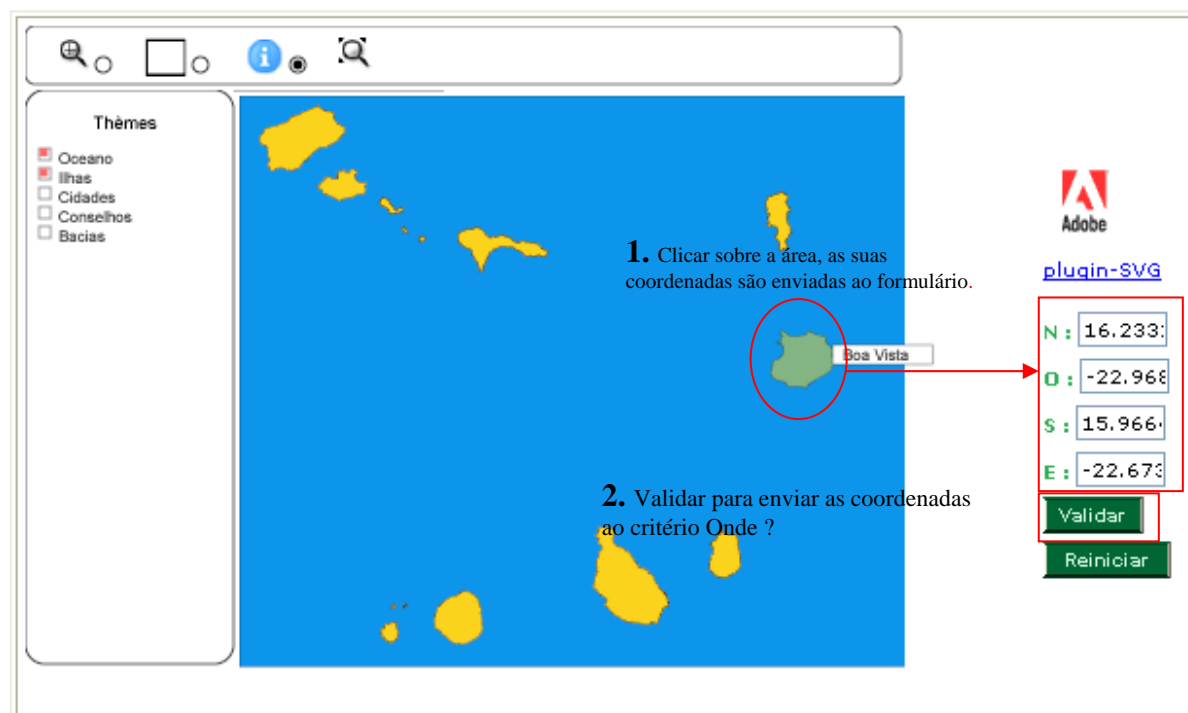 Thèmes
Oceano
Ilhas
Cidades
Conselhos
Bacias
1. Clicar sobre a área, as suas
coordenadas são enviadas ao formulário.
Boa Vista
2. Validar para enviar as coordenadas
ao critério Onde ?
Adobe
plugin-SVG
N : 16.233
O : -22.968
S : 15.966
E : -22.673
Validar
Reiniciar